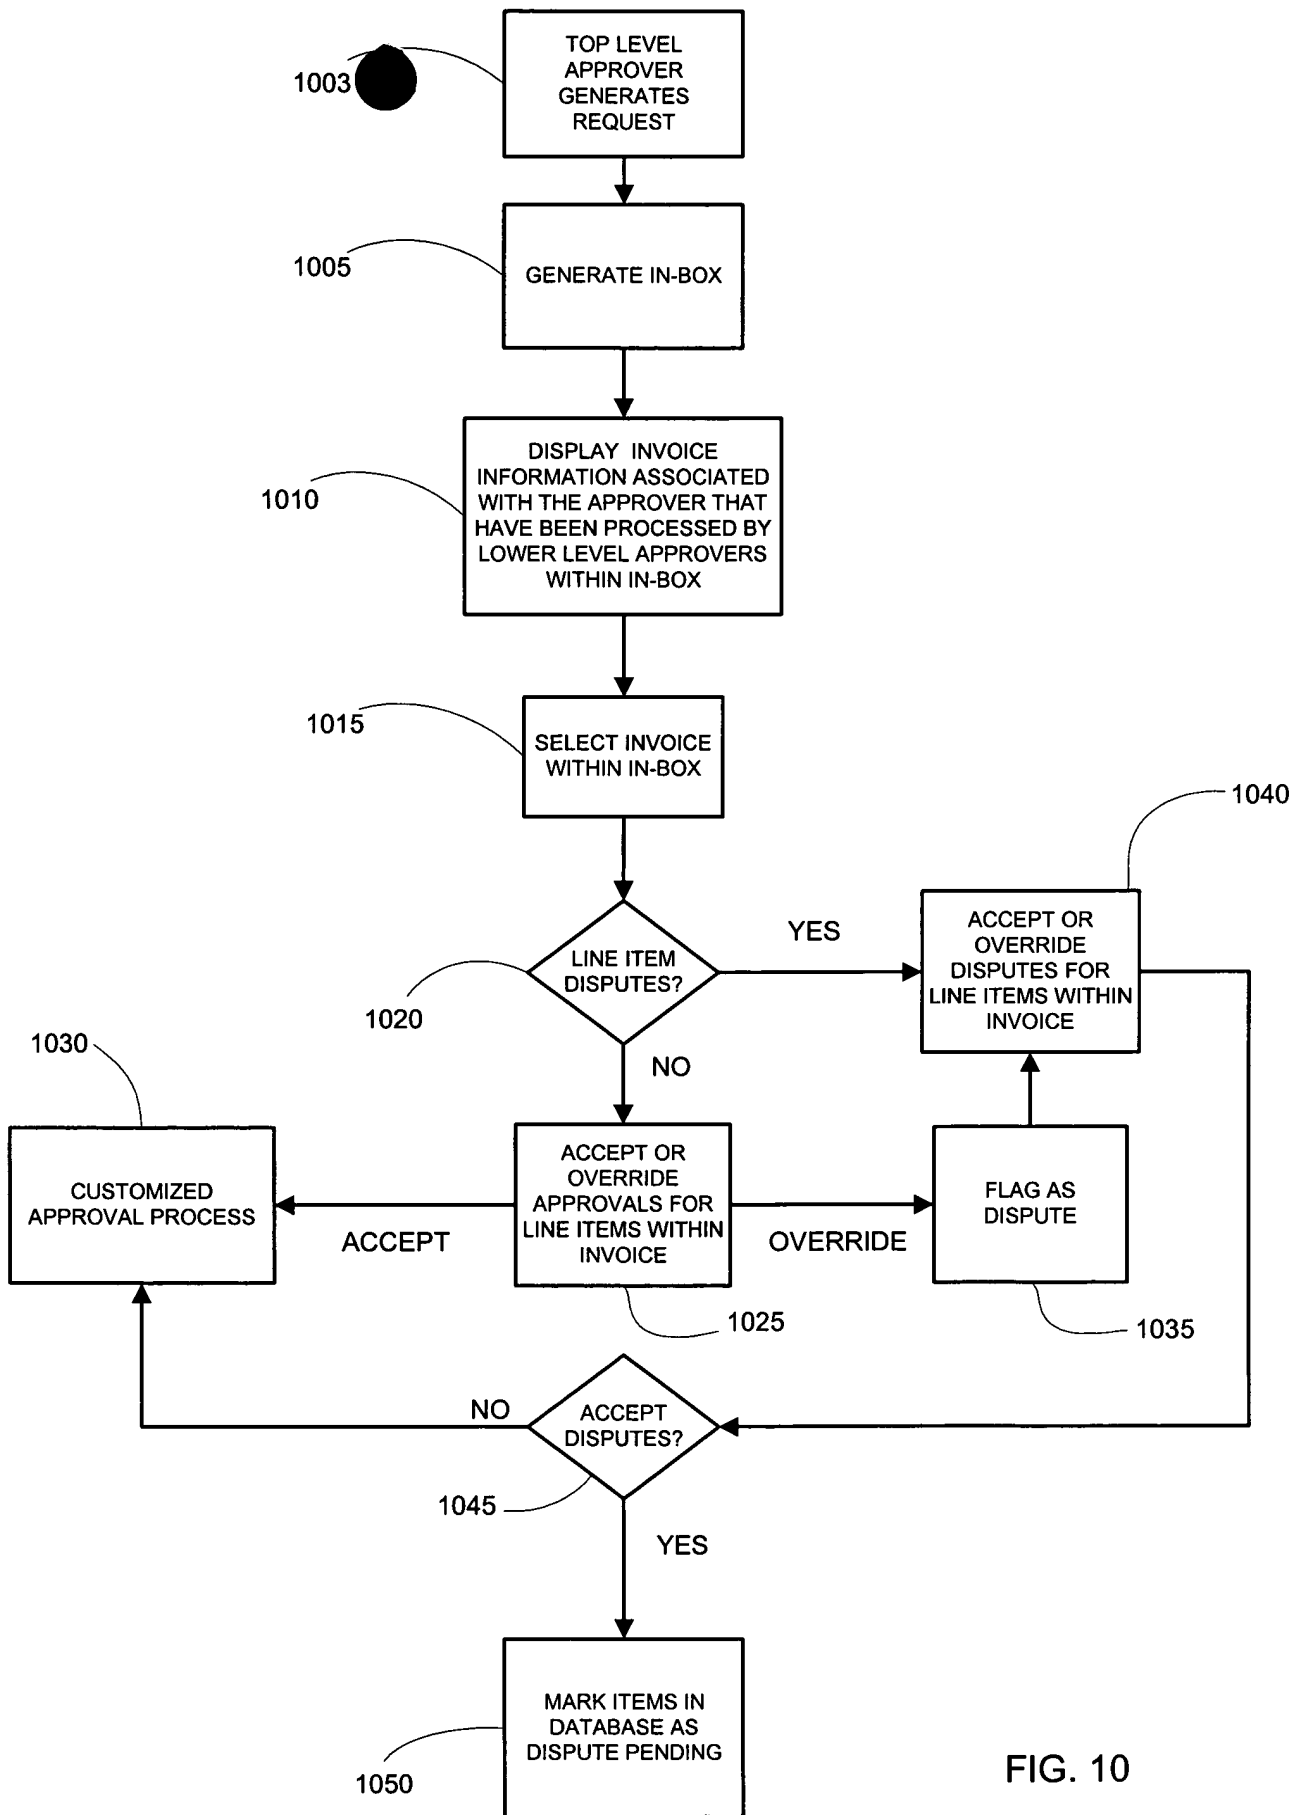 TOP LEVEL
APPROVER
GENERATES
REQUEST
1003
GENERATE IN-BOX
1005
DISPLAY INVOICE
INFORMATION ASSOCIATED
WITH THE APPROVER THAT
HAVE BEEN PROCESSED BY
LOWER LEVEL APPROVERS
WITHIN IN-BOX
1010
SELECT INVOICE
WITHIN IN-BOX
1015
1040
LINE ITEM
DISPUTES?
1020
YES
ACCEPT OR
OVERRIDE
DISPUTES FOR
LINE ITEMS WITHIN
INVOICE
NO
1030
CUSTOMIZED
APPROVAL PROCESS
ACCEPT
ACCEPT OR
OVERRIDE
APPROVALS FOR
LINE ITEMS WITHIN
INVOICE
OVERRIDE
FLAG AS
DISPUTE
1025
1035
NO
ACCEPT
DISPUTES?
1045
YES
MARK ITEMS IN
DATABASE AS
DISPUTE PENDING
1050
FIG. 10